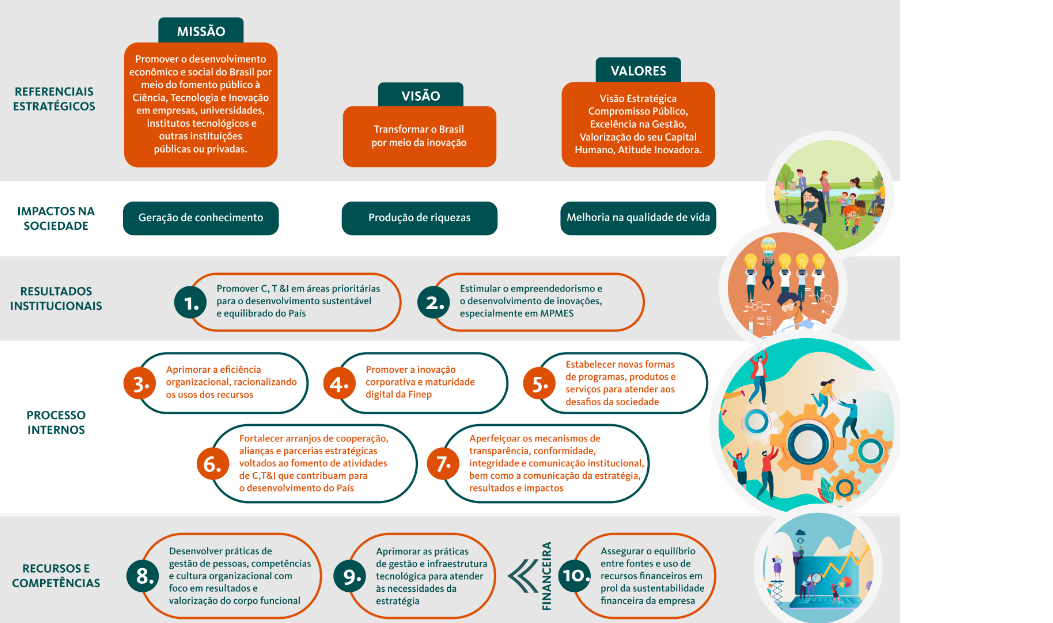 REFERENCIAIS
ESTRATÉGICOS
MISSÃO
Promover o desenvolvimento
econômico e social do Brasil por
meio do fomento público à
Ciência, Tecnologia e Inovação
em empresas, universidades,
institutos tecnológicos e
outras instituições
públicas ou privadas.
VISÃO
Transformar o Brasil
por meio da inovação
VALORES
Visão Estratégica
Compromisso Público,
Excelência na Gestão,
Valorização do seu Capital
Humano, Atitude Inovadora.
IMPACTOS NA
SOCIEDADE
Geração de conhecimento
Produção de riquezas
Melhoria na qualidade de vida
RESULTADOS
INSTITUCIONAIS
1.
Promover C, T &I em áreas prioritárias
para o desenvolvimento sustentável
e equilibrado do País
2.
Estimular o empreendedorismo e
o desenvolvimento de inovações,
especialmente em MPMES
PROCESSO
INTERNOS
3.
Aprimorar a eficiência
organizacional, racionalizando
os usos dos recursos
4.
Promover a inovação
corporativa e maturidade
digital da Finep
5.
Estabelecer novas formas
de programas, produtos e
serviços para atender aos
desafios da sociedade
6.
Fortalecer arranjos de cooperação,
alianças e parcerias estratégicas
voltados ao fomento de atividades
de C,T&I que contribuam para
o desenvolvimento do País
7.
Aperfeiçoar os mecanismos de
transparência, conformidade,
integridade e comunicação institucional,
bem como a comunicação da estratégia,
resultados e impactos
RECURSOS E
COMPETÊNCIAS
8.
Desenvolver práticas de
gestão de pessoas, competências
e cultura organizacional com
foco em resultados e
valorização do corpo funcional
9.
Aprimorar as práticas
de gestão e infraestrutura
tecnológica para atender
às necessidades da
estratégia
FINANCEIRA
10.
Assegurar o equilíbrio
entre fontes e uso de
recursos financeiros em
prol da sustentabilidade
financeira da empresa